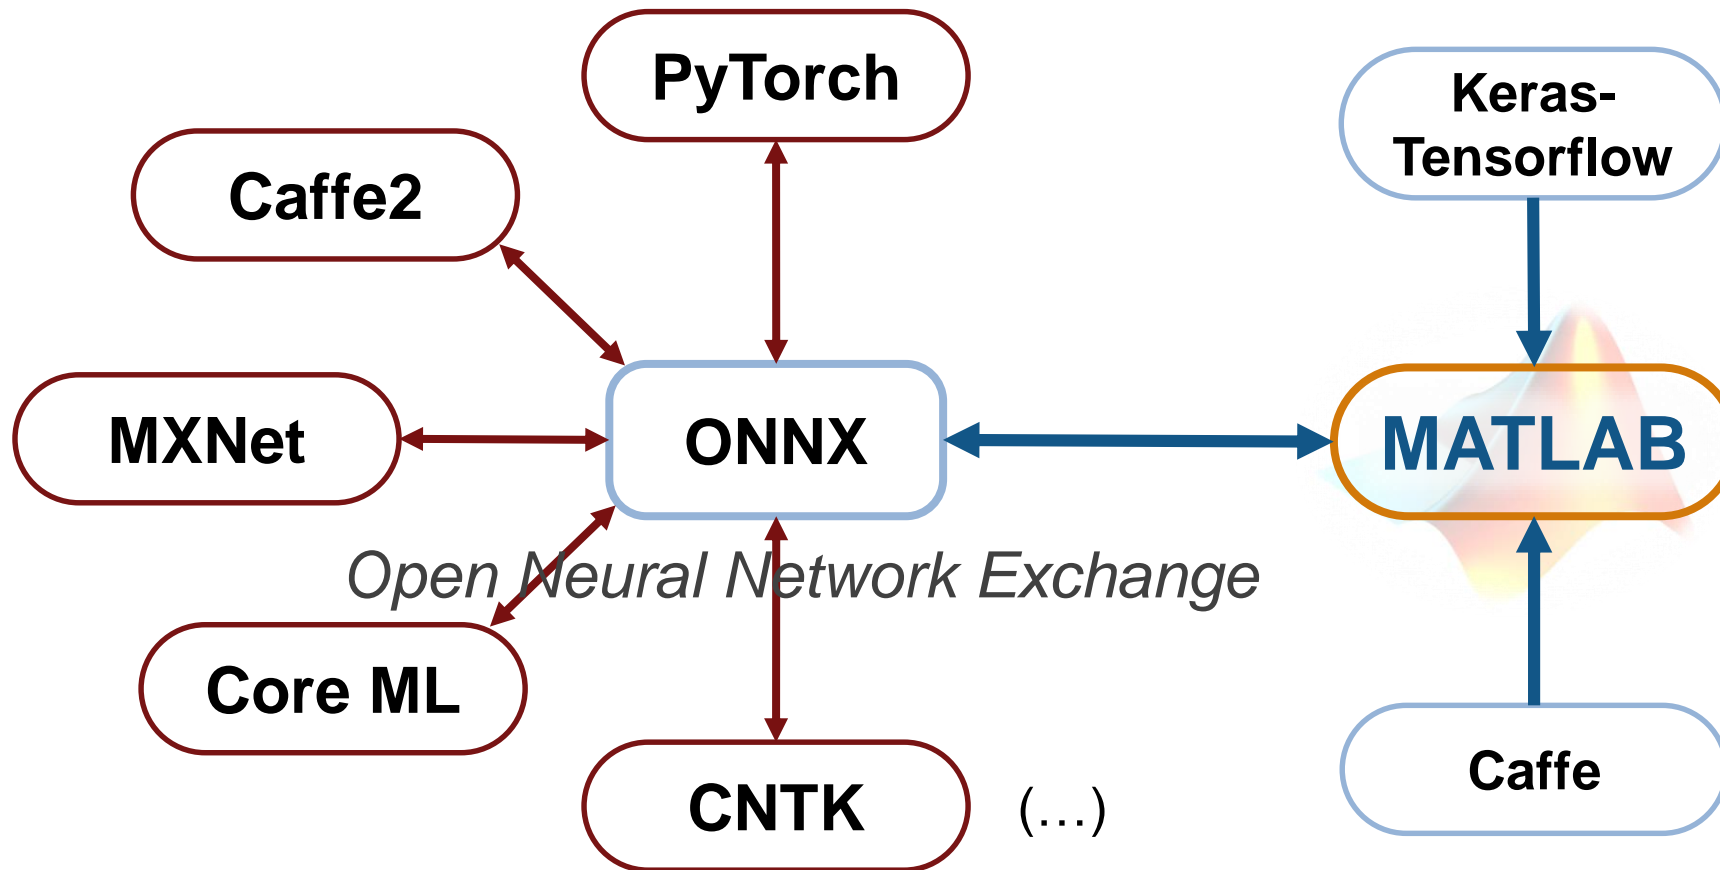 PyTorch
Keras-
Tensorflow
Caffe2
MXNet
ONNX
MATLAB
Open Neural Network Exchange
Core ML
CNTK
(...)
Caffe